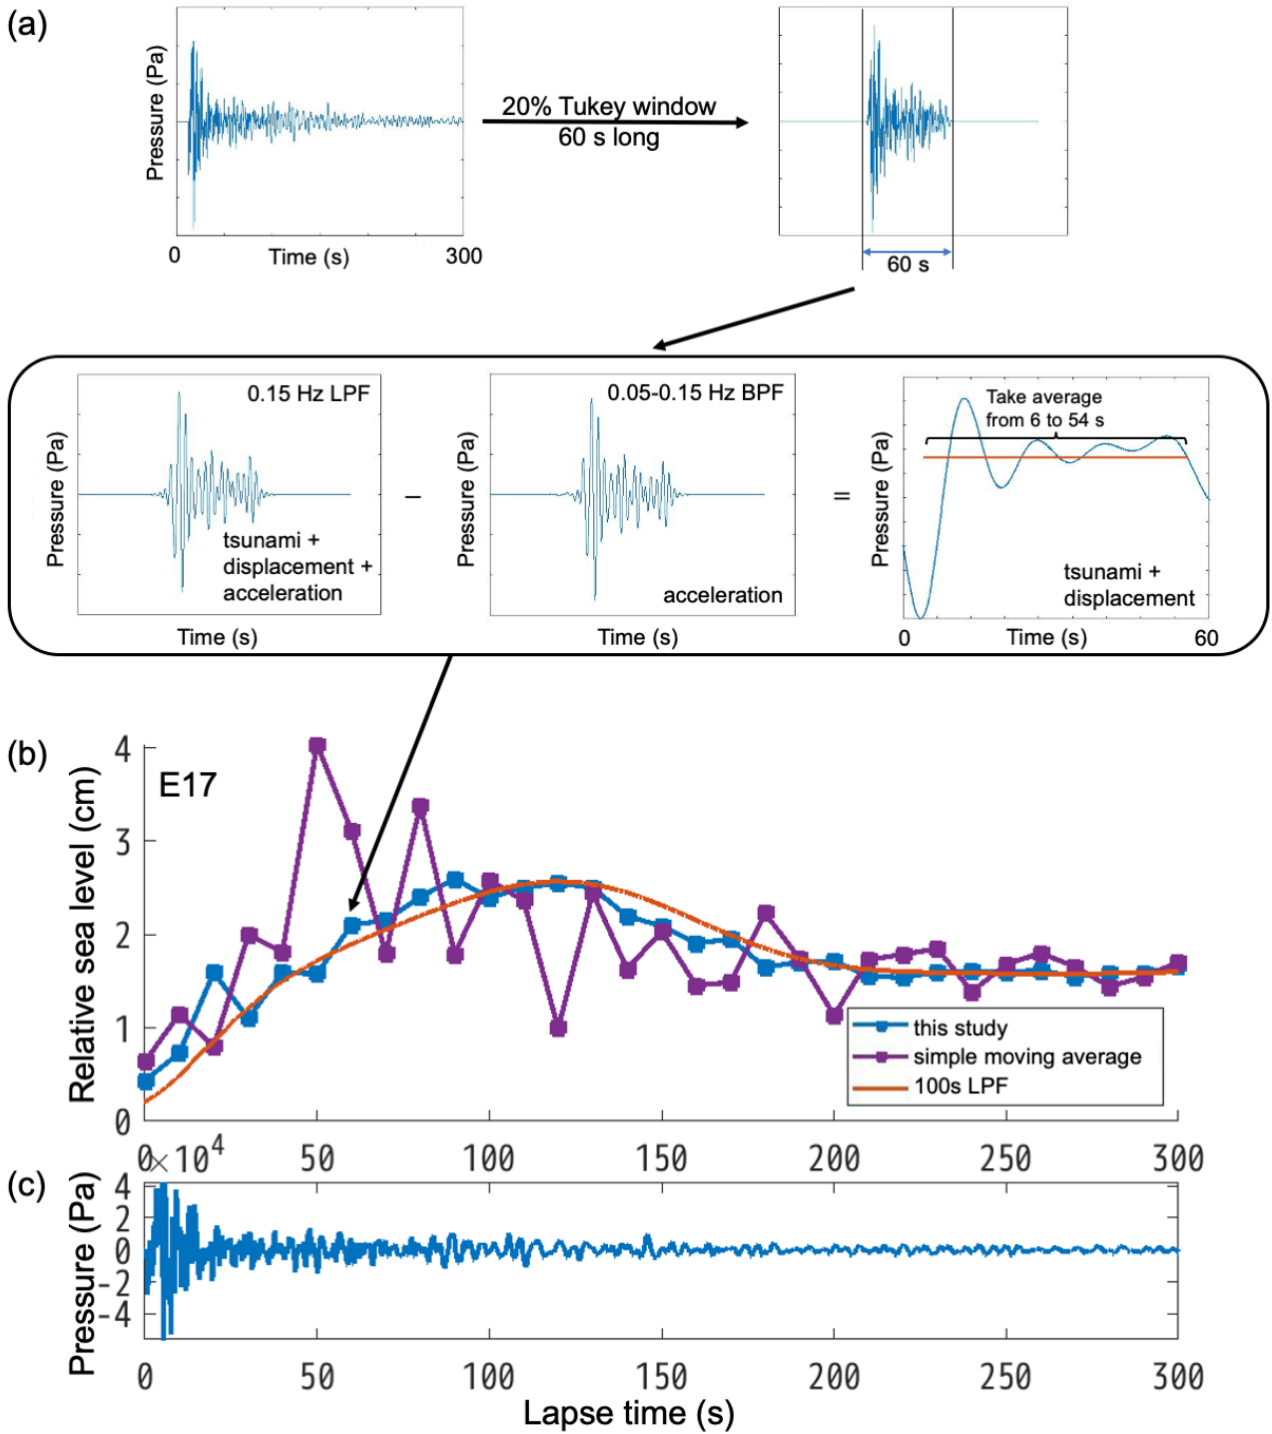 (a)
Pressure (Pa)
0
Time (s)
300
20% Tukey window
60 s long
60 s
0.15 Hz LPF
Pressure (Pa)
tsunami +
displacement +
acceleration
Time (s)
–
0.05-0.15 Hz BPF
Pressure (Pa)
acceleration
Time (s)
=
Take average
from 6 to 54 s
Pressure (Pa)
tsunami +
displacement
0
Time (s)
60
(b)
Relative sea level (cm)
4
3
2
1
0
E17
this study
simple moving average
100s LPF
0
50
100
150
200
250
300
(c)
×10⁴
Pressure (Pa)
4
2
0
-2
-4
0
50
100
150
200
250
300
Lapse time (s)